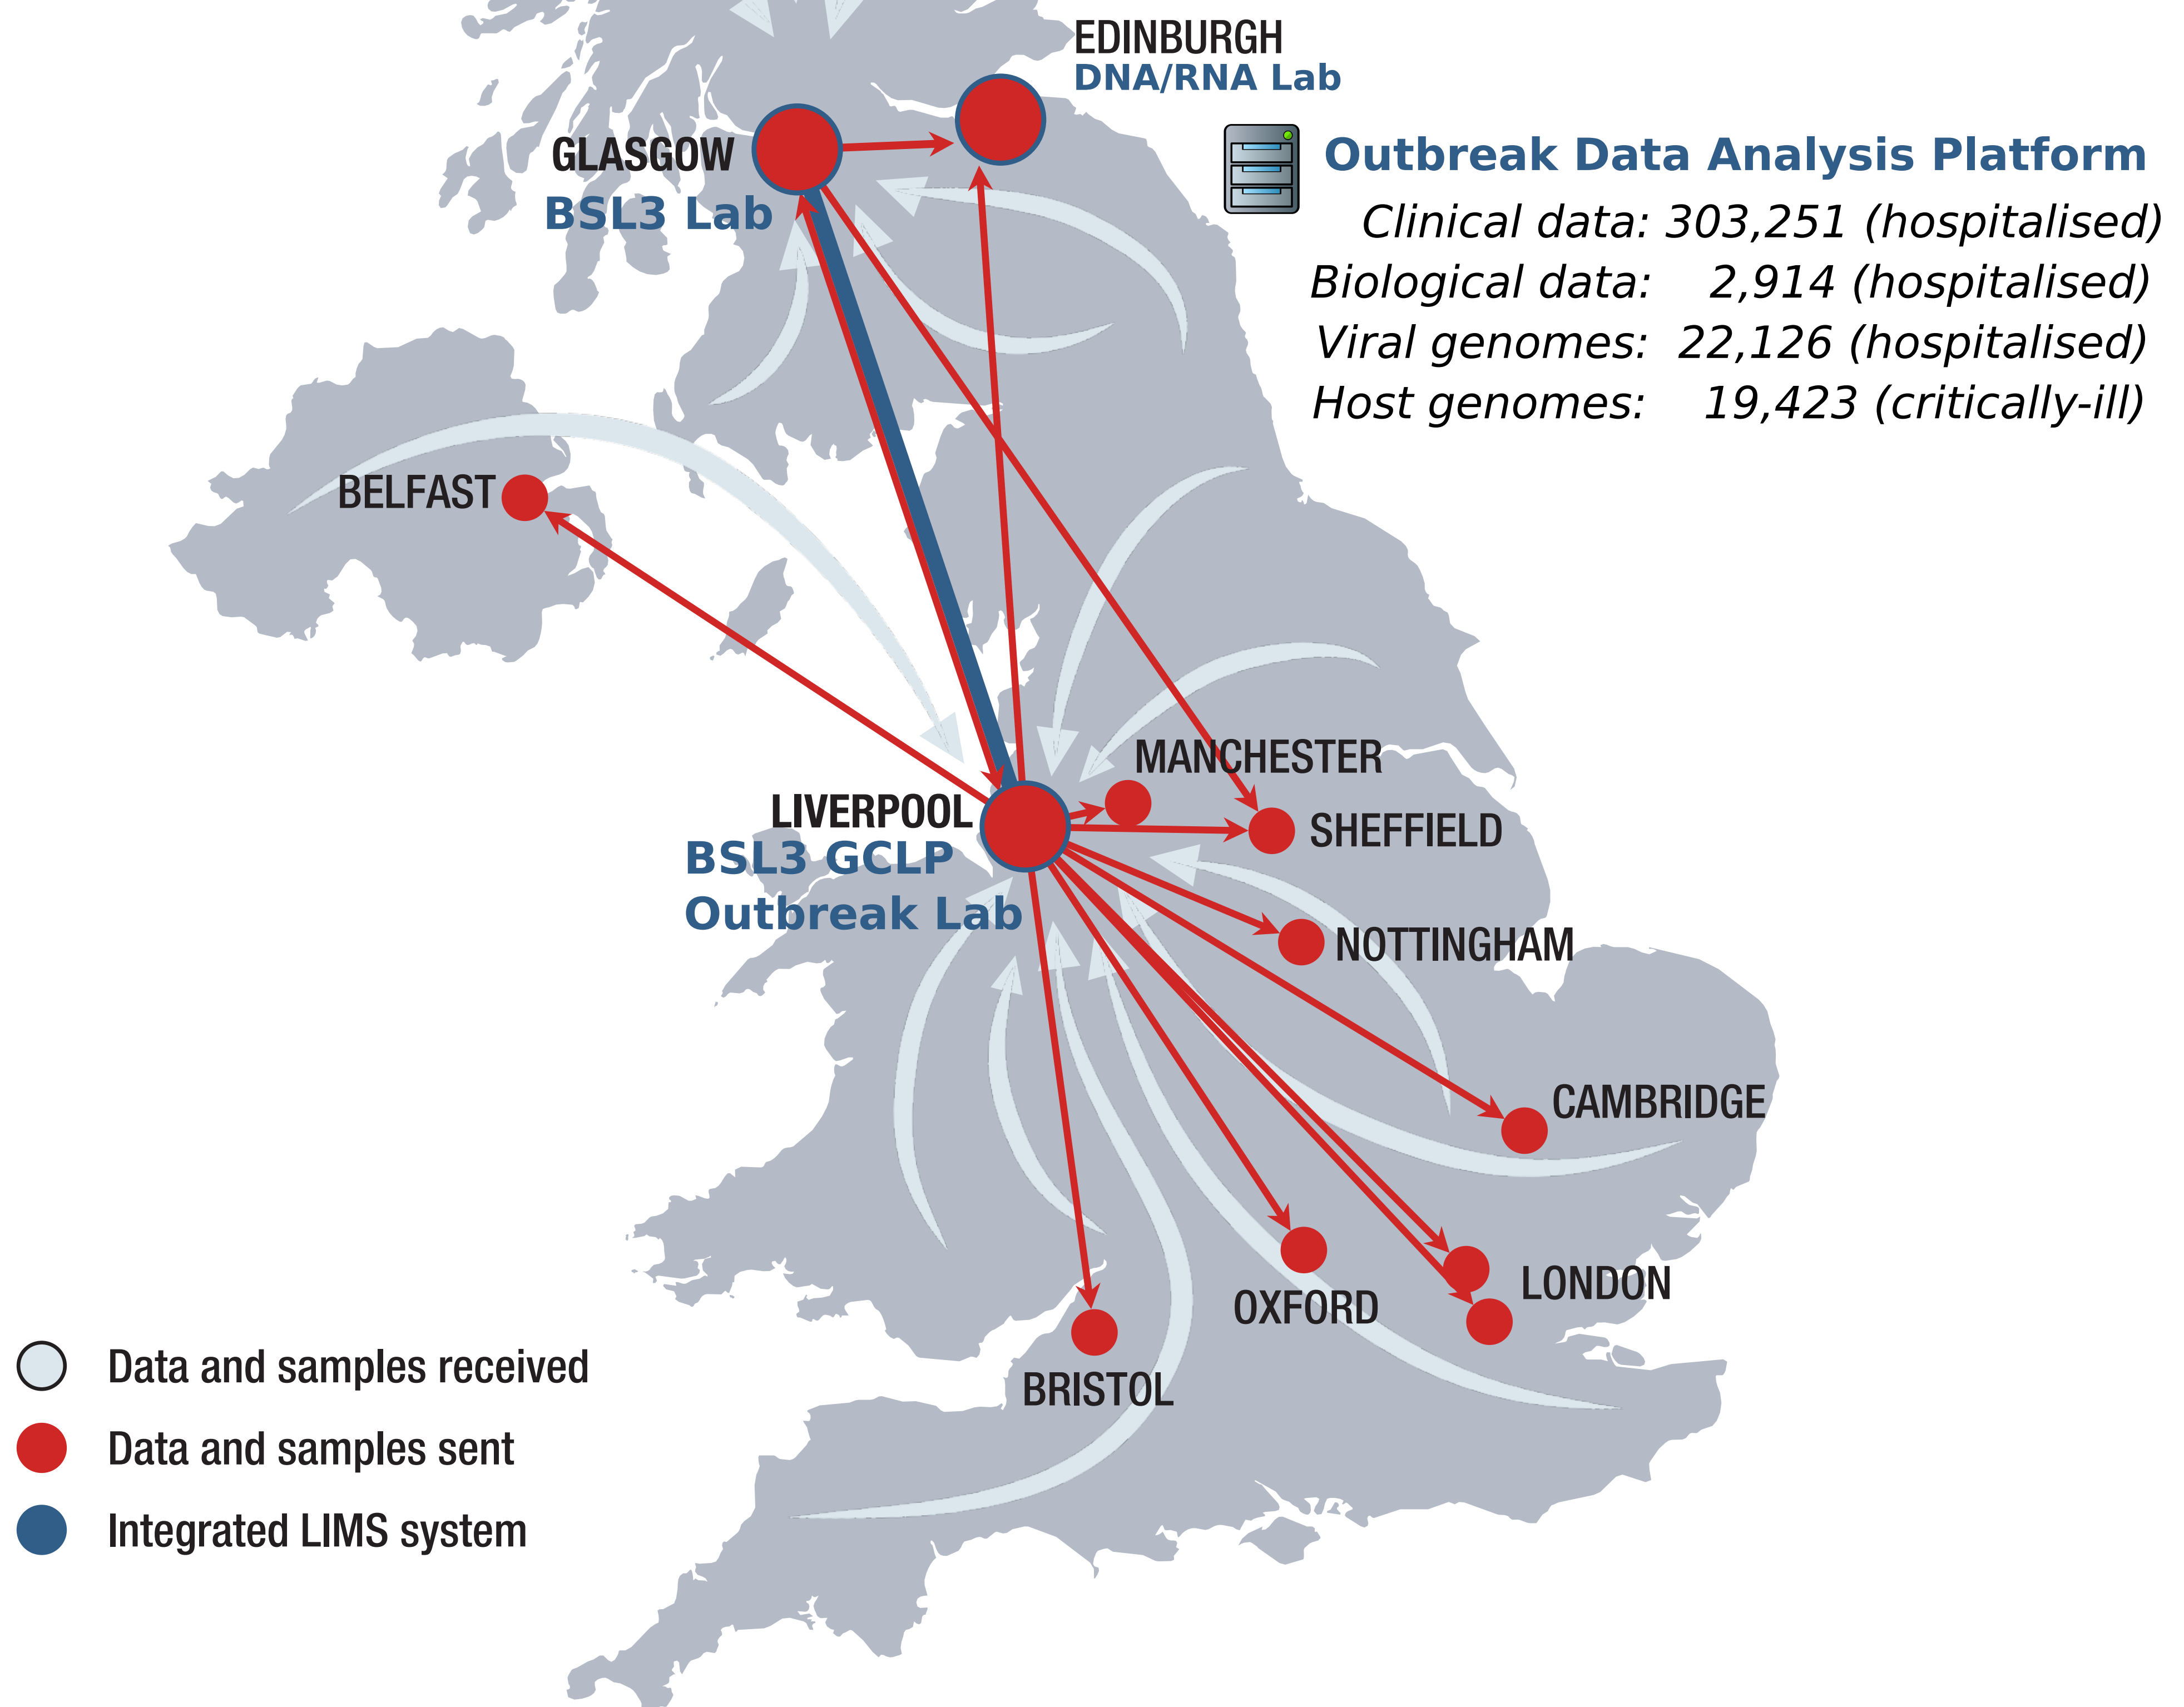 EDINBURGH
DNA/RNA Lab
GLASGOW
BSL3 Lab
Outbreak Data Analysis Platform
Clinical data: 303,251 (hospitalised)
Biological data: 2,914 (hospitalised)
Viral genomes: 22,126 (hospitalised)
Host genomes: 19,423 (critically-ill)
BELFAST
MANCHESTER
LIVERPOOL
BSL3 GCLP
Outbreak Lab
SHEFFIELD
NOTTINGHAM
CAMBRIDGE
LONDON
OXFORD
BRISTOL
Data and samples received
Data and samples sent
Integrated LIMS system